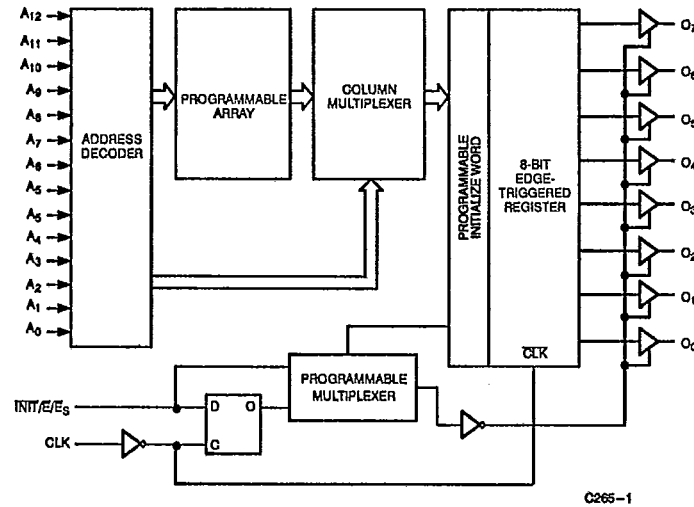 A12
A11
A10
A9
A8
A7
A6
A5
A5
A4
A3
A2
A1
A0
ADDRESS
DECODER
PROGRAMMABLE
ARRAY
COLUMN
MULTIPLEXER
PROGRAMMABLE
INITIALIZE WORD
8-BIT
EDGE-
TRIGGERED
REGISTER
CLK
O7
O6
O5
O4
O3
O2
O1
O0
INIT/E/ES
CLK
D
O
C
PROGRAMMABLE
MULTIPLEXER
C265-1